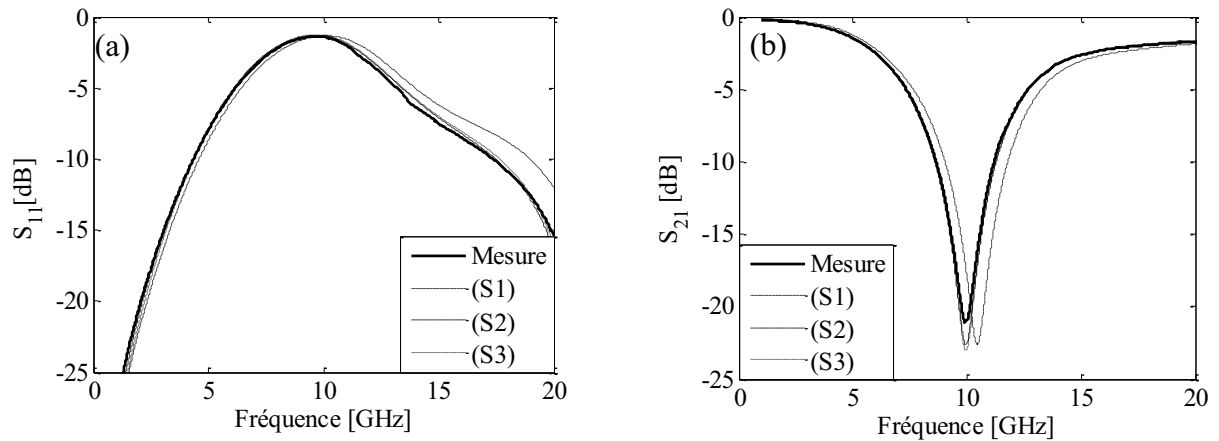 (a)
0
-5
-10
-15
-20
-25
S11[dB]
0 5 10 15 20
Fréquence [GHz]
Mesure
(S1)
(S2)
(S3)
(b)
0
-5
-10
-15
-20
-25
S21 [dB]
0 5 10 15 20
Fréquence [GHz]
Mesure
(S1)
(S2)
(S3)